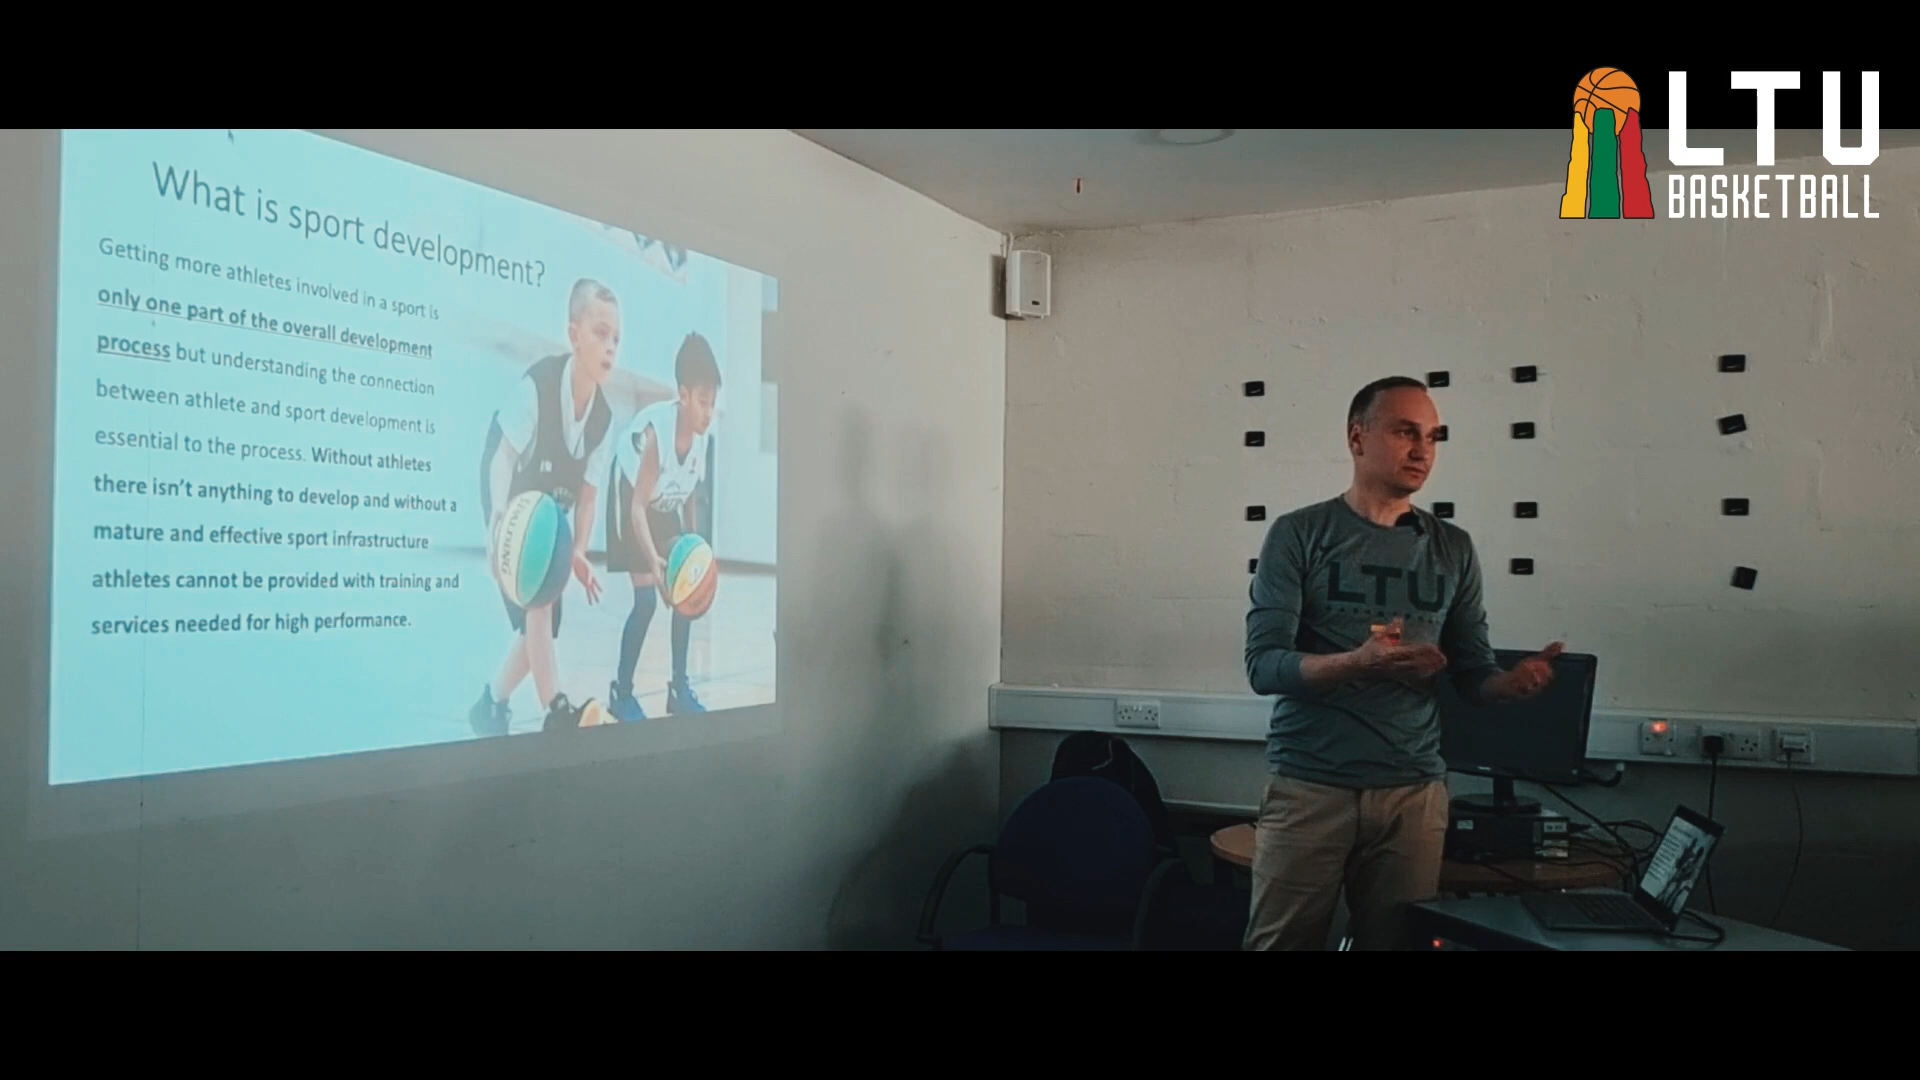 What is sport development?
Getting more athletes involved in a sport is
only one part of the overall development
process but understanding the connection
between athlete and sport development is
essential to the process. Without athletes
there isn't anything to develop and without a
mature and effective sport infrastructure
athletes cannot be provided with training and
services needed for high performance.
SPALDING
LTU
BASKETBALL
LTU